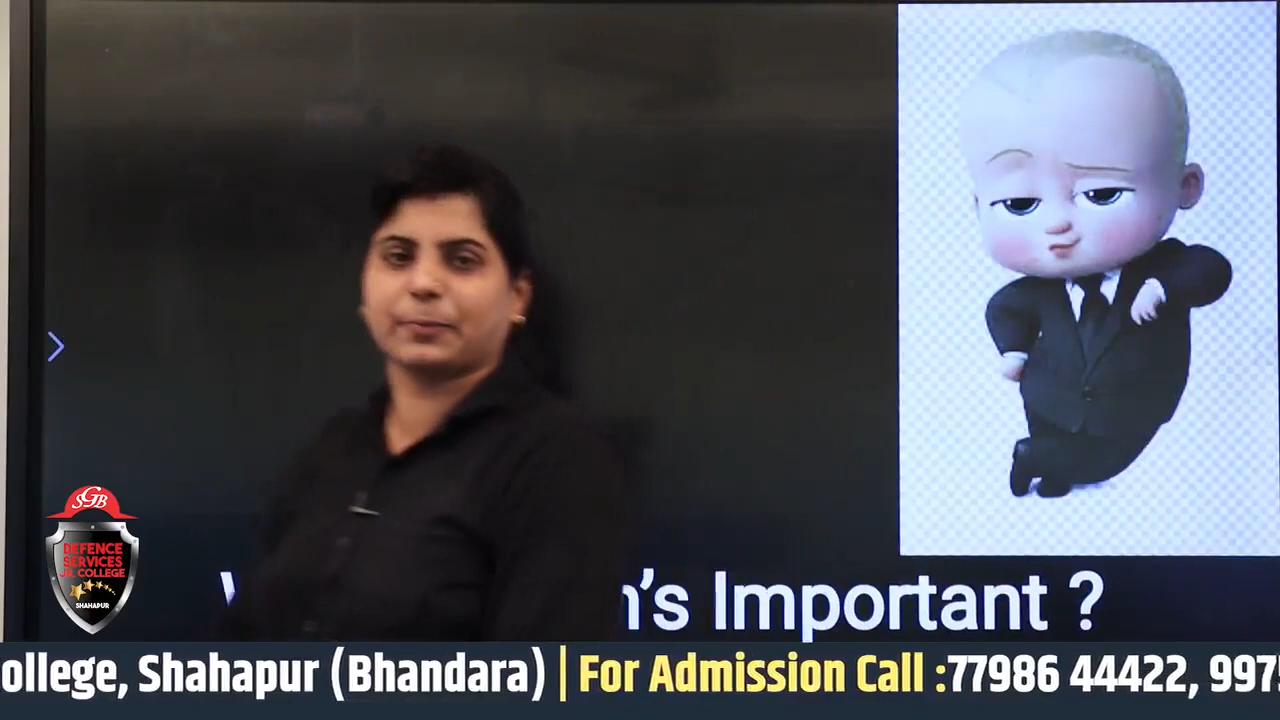 n's Important ?
SGB
DEFENCE
SERVICES
JR. COLLEGE
SHAHAPUR
ollege, Shahapur (Bhandara) | For Admission Call :77986 44422, 997